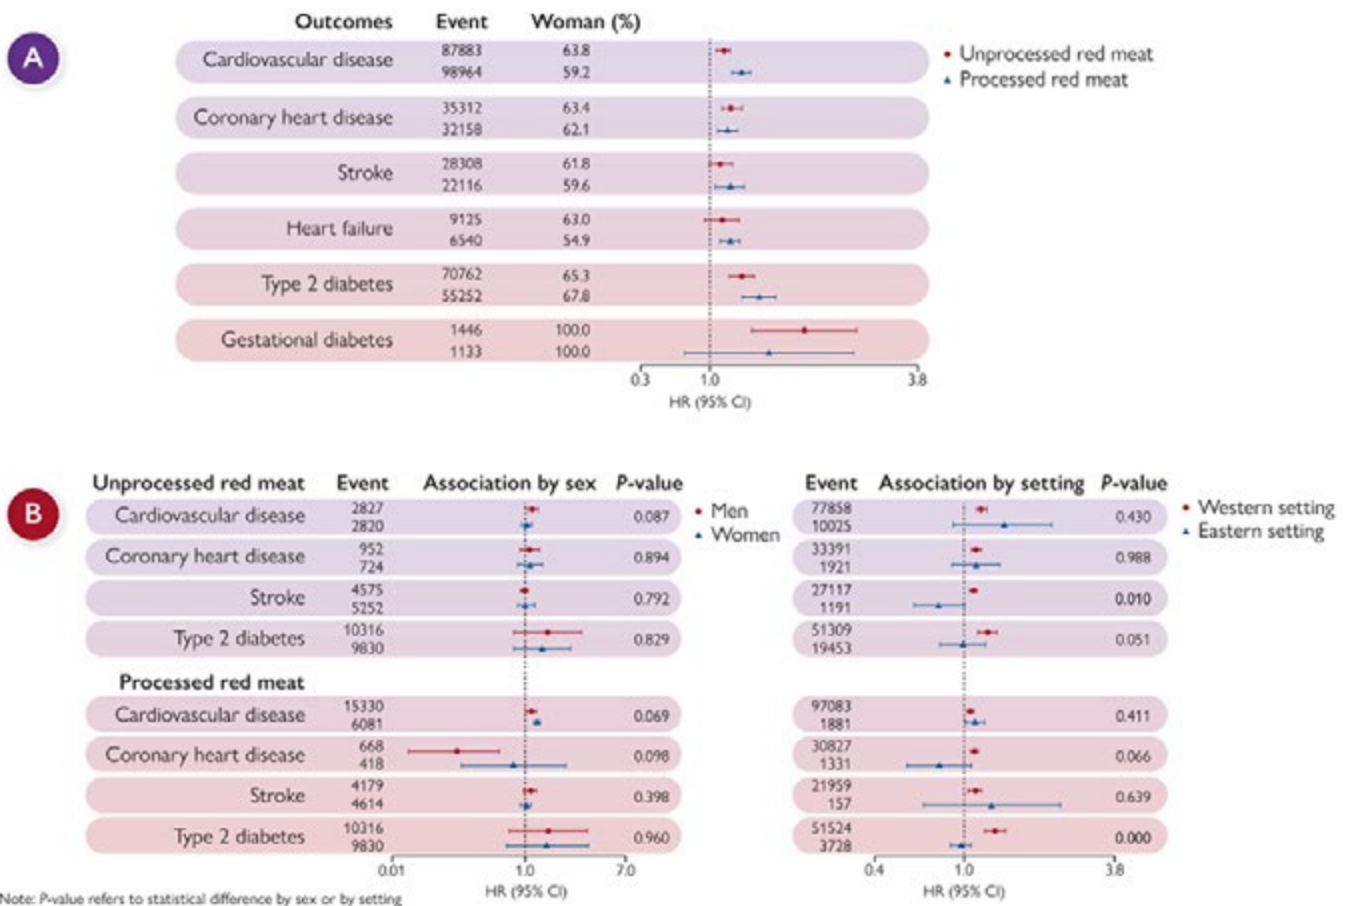 A
Outcomes Event Woman (%)
Cardiovascular disease 87883 63.8
98964 59.2
Coronary heart disease 35312 63.4
32158 62.1
Stroke 28308 61.8
22116 59.6
Heart failure 9125 63.0
6540 54.9
Type 2 diabetes 70762 65.3
55252 67.8
Gestational diabetes 1446 100.0
1133 100.0
0.3 1.0 3.8
HR (95% CI)
Unprocessed red meat
Processed red meat
B
Unprocessed red meat Event Association by sex P-value
Cardiovascular disease 2827 0.087
2820
Coronary heart disease 952 0.894
724
Stroke 4575 0.792
5252
Type 2 diabetes 10316 0.829
9830
Processed red meat
Cardiovascular disease 15330 0.069
6081
Coronary heart disease 668 0.098
418
Stroke 4179 0.398
4614
Type 2 diabetes 10316 0.960
9830
0.01 1.0 7.0
HR (95% CI)
Men
Women
Event Association by setting P-value
77858 0.430
10025
33391 0.988
1921
27117 0.010
1191
51309 0.051
19453
97083 0.411
1881
30827 0.066
1331
21959 0.639
157
51524 0.000
3728
0.4 1.0 3.8
HR (95% CI)
Western setting
Eastern setting
Note: P-value refers to statistical difference by sex or by setting